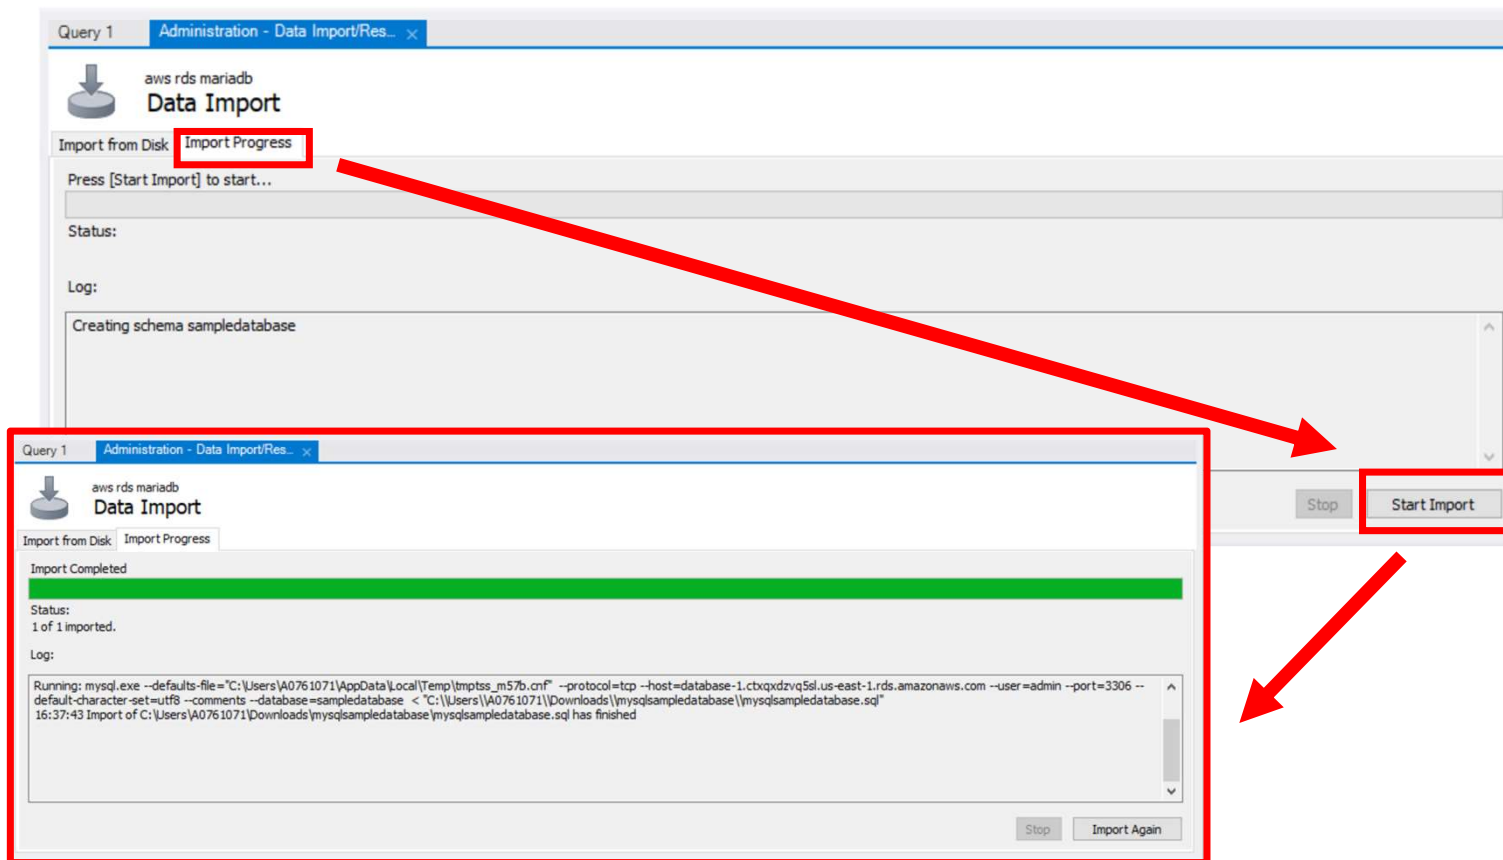 Query 1
Administration - Data Import/Res...
aws rds mariadb
Data Import
Import from Disk
Import Progress
Press [Start Import] to start...
Status:
Log:
Creating schema sampledatabase
Stop
Start Import
Query 1
Administration - Data Import/Res...
aws rds mariadb
Data Import
Import from Disk
Import Progress
Import Completed
Status:
1 of 1 imported.
Log:
Running: mysql.exe --defaults-file="C:\Users\A0761071\AppData\Local\Temp\tmptss_m57b.cnf" --protocol=tcp --host=database-1.ctxqxdzvq5sl.us-east-1.rds.amazonaws.com --user=admin --port=3306 --
default-character-set=utf8 --comments --database=sampledatabase < "C:\\Users\\A0761071\\Downloads\\mysqlsampledatabase\\mysqlsampledatabase.sql"
16:37:43 Import of C:\Users\A0761071\Downloads\mysqlsampledatabase\mysqlsampledatabase.sql has finished
Stop
Import Again